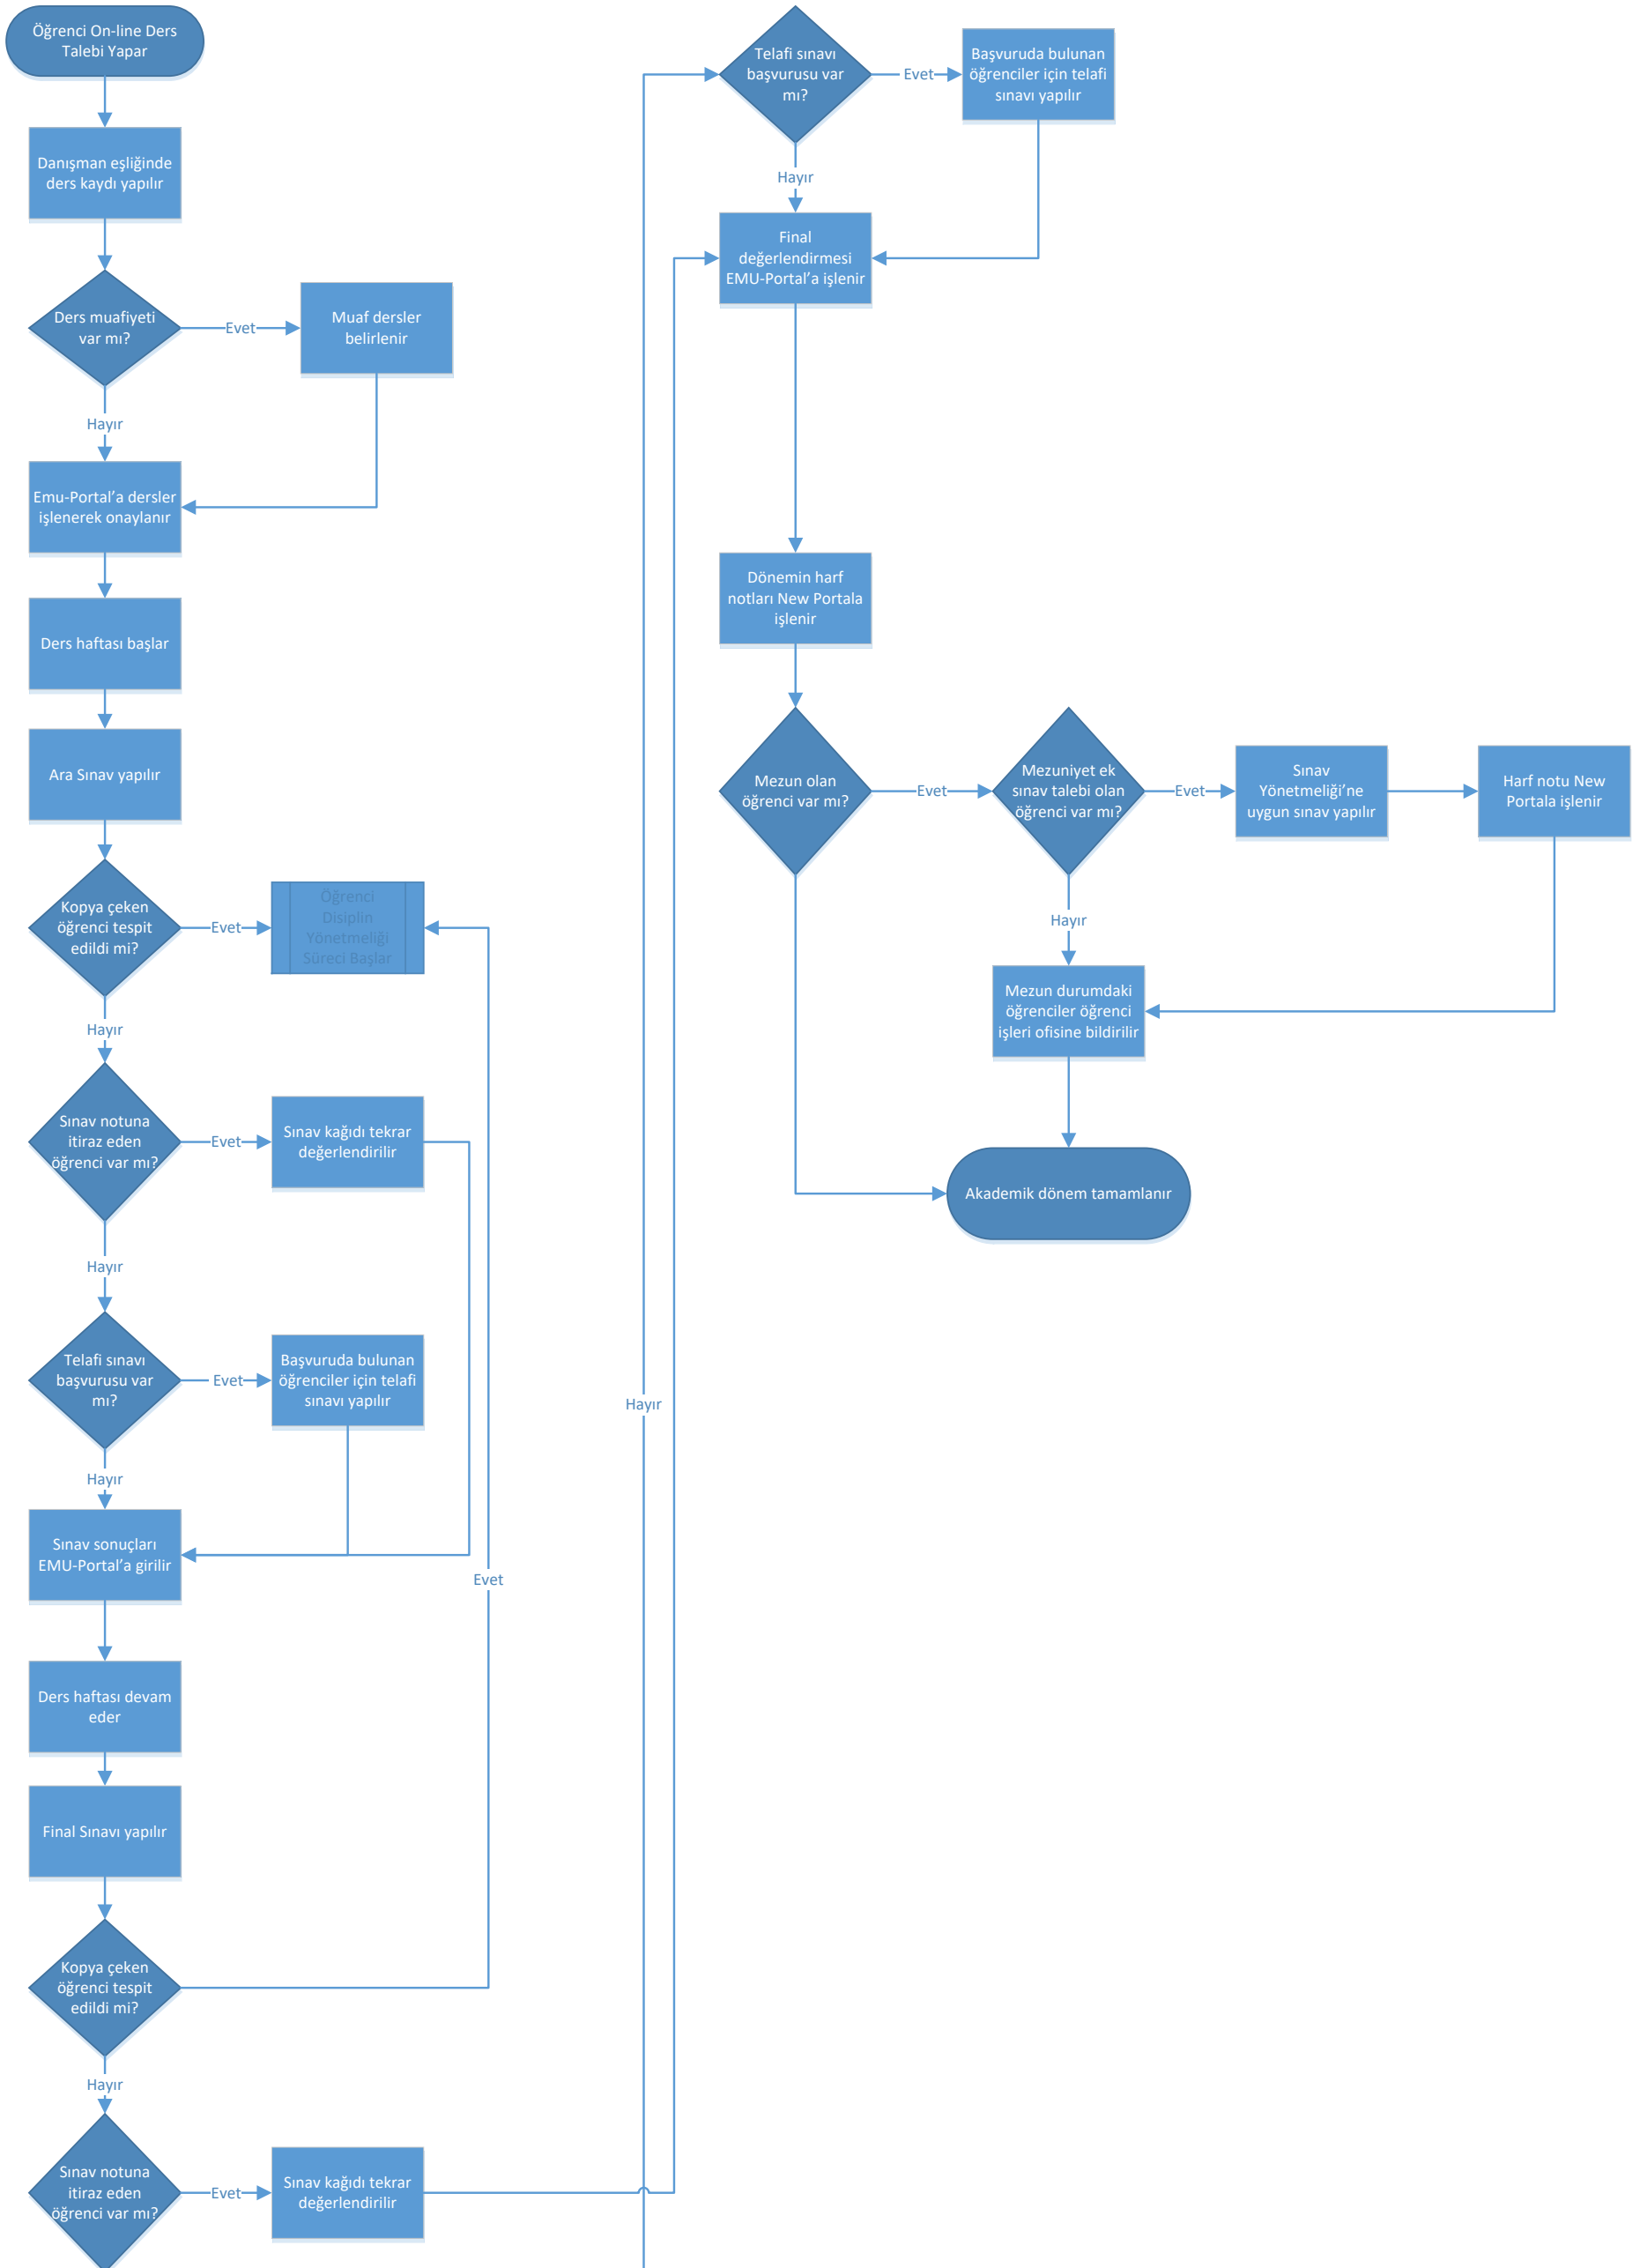 Öğrenci On-line Ders
Talebi Yapar
Danışman eşliğinde
ders kaydı yapılır
Ders muafiyeti
var mı?
Evet
Muaf dersler
belirlenir
Hayır
Emu-Portal’a dersler
işlenerek onaylanır
Ders haftası başlar
Ara Sınav yapılır
Kopya çeken
öğrenci tespit
edildi mi?
Evet
Öğrenci
Disiplin
Yönetmeliği
Süreci Başlar
Hayır
Sınav notuna
itiraz eden
öğrenci var mı?
Evet
Sınav kağıdı tekrar
değerlendirilir
Hayır
Telafi sınavı
başvurusu var
mı?
Evet
Başvuruda bulunan
öğrenciler için telafi
sınavı yapılır
Hayır
Sınav sonuçları
EMU-Portal’a girilir
Ders haftası devam
eder
Final Sınavı yapılır
Kopya çeken
öğrenci tespit
edildi mi?
Evet
Hayır
Sınav notuna
itiraz eden
öğrenci var mı?
Evet
Sınav kağıdı tekrar
değerlendirilir
Hayır
Telafi sınavı
başvurusu var
mı?
Evet
Başvuruda bulunan
öğrenciler için telafi
sınavı yapılır
Hayır
Final
değerlendirmesi
EMU-Portal’a işlenir
Dönemin harf
notları New Portala
işlenir
Mezun olan
öğrenci var mı?
Evet
Mezuniyet ek
sınav talebi olan
öğrenci var mı?
Evet
Sınav
Yönetmeliği’ne
uygun sınav yapılır
Harf notu New
Portala işlenir
Hayır
Mezun durumdaki
öğrenciler öğrenci
işleri ofisine bildirilir
Akademik dönem tamamlanır